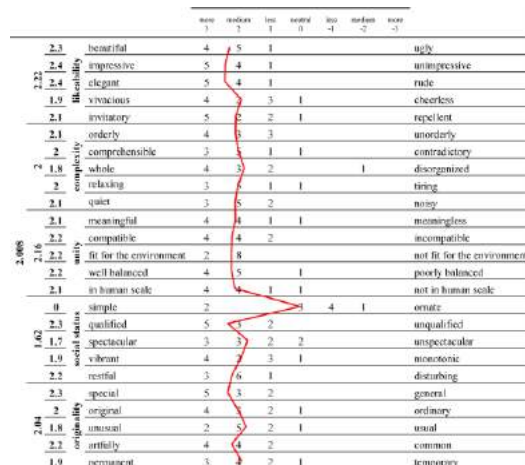 more medium less neutral less medium more
3 2 1 0 -1 -2 -3
2.3 beautiful 4 5 1 ugly
2.4 impressive 5 4 1 unimpressive
2.4 elegant 5 4 1 rude
1.9 vivacious 4 3 1 cheerless
2.1 invitatory 5 2 2 1 repellent
2.22 likeability
2.1 orderly 4 3 3 unorderly
2 comprehensible 3 1 1 contradictory
1.8 whole 4 3 2 1 disorganized
2 relaxing 3 1 1 tiring
2.1 quiet 3 5 2 noisy
2 complexity
2.1 meaningful 4 4 1 1 meaningless
2.2 compatible 4 4 2 incompatible
2.2 fit for the environment 2 8 not fit for the environment
2.2 well balanced 4 5 1 poorly balanced
2.1 in human scale 4 4 1 1 not in human scale
2.16 unity
0 simple 2 4 1 ornate
2.3 qualified 5 3 2 unqualified
1.7 spectacular 3 3 2 2 unspectacular
1.9 vibrant 4 3 1 monotonic
2.2 restful 3 6 1 disturbing
1.62 social status
2.3 special 5 3 2 general
2 original 4 2 1 ordinary
1.8 unusual 2 5 2 1 usual
2.2 artfully 4 4 2 common
1.9 permanent 3 4 2 1 temporary
2.04 originality
2.008